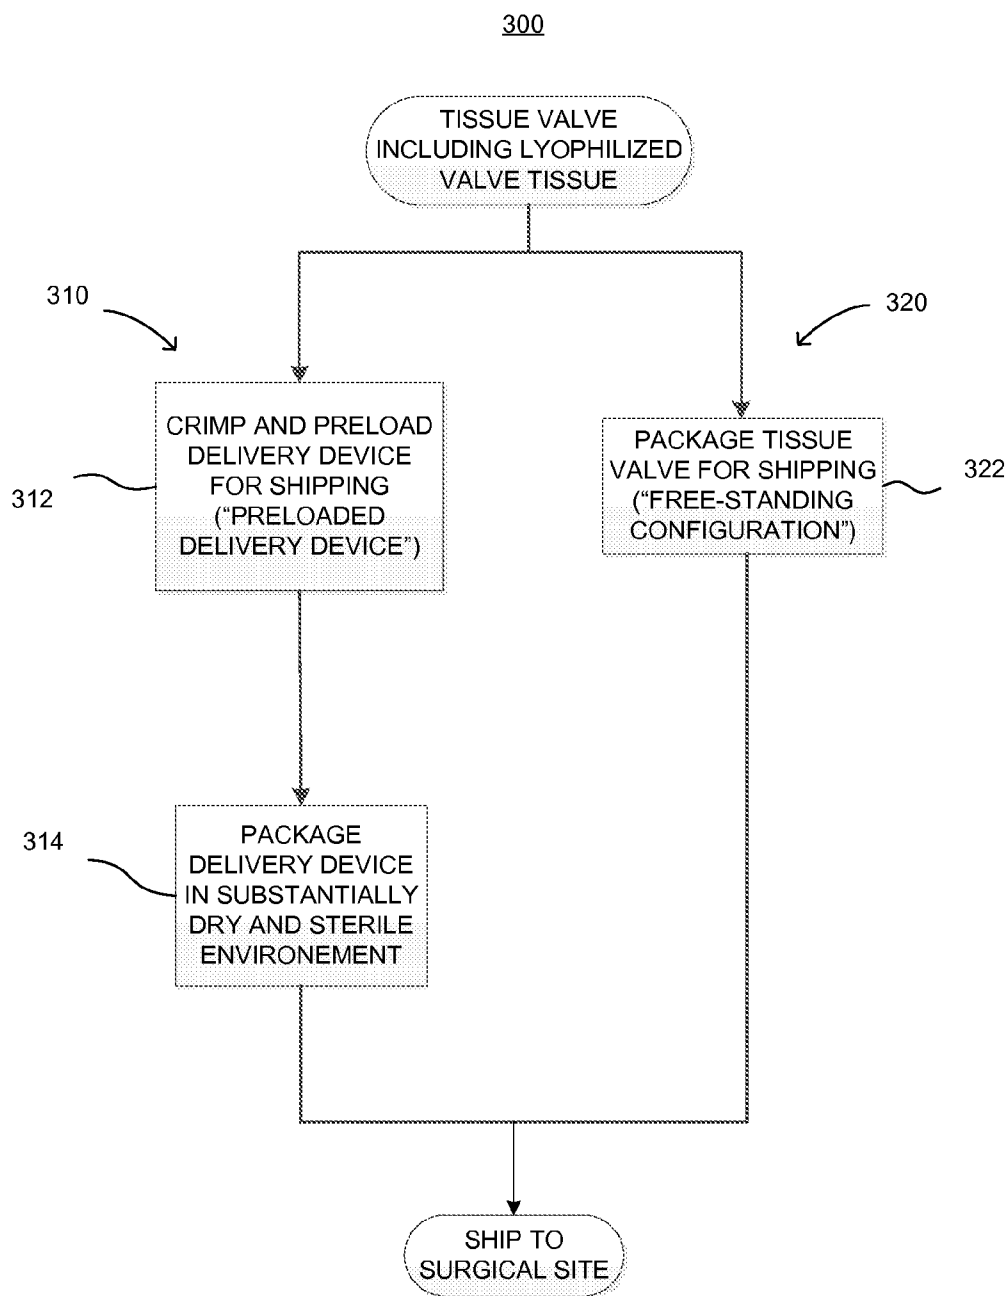 300
TISSUE VALVE
INCLUDING LYOPHILIZED
VALVE TISSUE
310
320
CRIMP AND PRELOAD
DELIVERY DEVICE
FOR SHIPPING
(“PRELOADED
DELIVERY DEVICE”)
312
PACKAGE TISSUE
VALVE FOR SHIPPING
(“FREE-STANDING
CONFIGURATION”)
322
314
PACKAGE
DELIVERY DEVICE
IN SUBSTANTIALLY
DRY AND STERILE
ENVIRONEMENT
SHIP TO
SURGICAL SITE